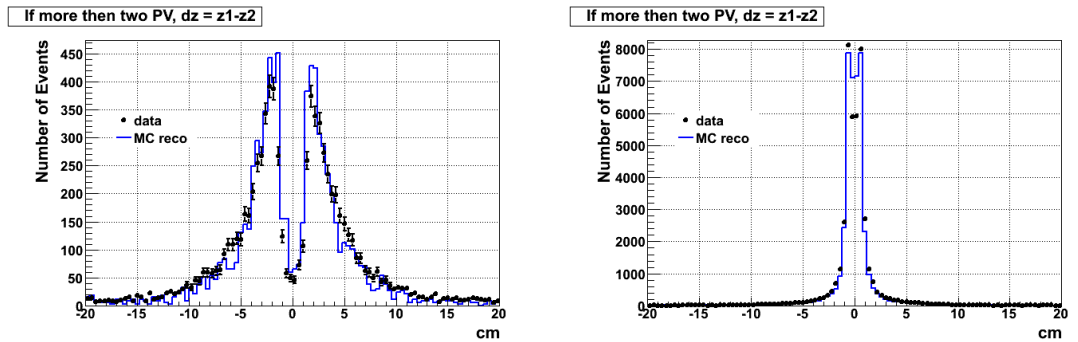 If more then two PV, dz = z1-z2
Number of Events
450
400
350
300
250
200
150
100
50
0
data
MC reco
-20 -15 -10 -5 0 5 10 15 20
cm
If more then two PV, dz = z1-z2
Number of Events
8000
7000
6000
5000
4000
3000
2000
1000
0
data
MC reco
-20 -15 -10 -5 0 5 10 15 20
cm